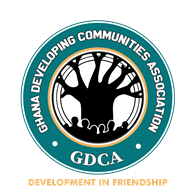 GHANA DEVELOPING COMMUNITIES ASSOCIATION
GDCA
DEVELOPMENT IN FRIENDSHIP